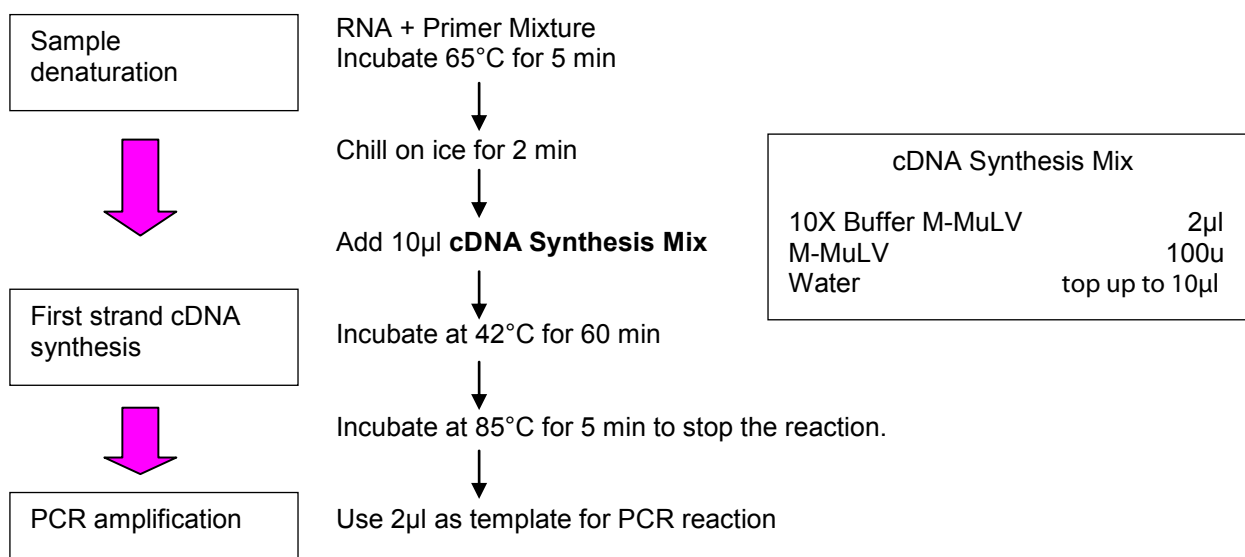 Sample
denaturation
RNA + Primer Mixture
Incubate 65°C for 5 min
Chill on ice for 2 min
Add 10µl cDNA Synthesis Mix
cDNA Synthesis Mix
10X Buffer M-MuLV 2µl
M-MuLV 100u
Water top up to 10µl
First strand cDNA
synthesis
Incubate at 42°C for 60 min
Incubate at 85°C for 5 min to stop the reaction.
PCR amplification
Use 2µl as template for PCR reaction